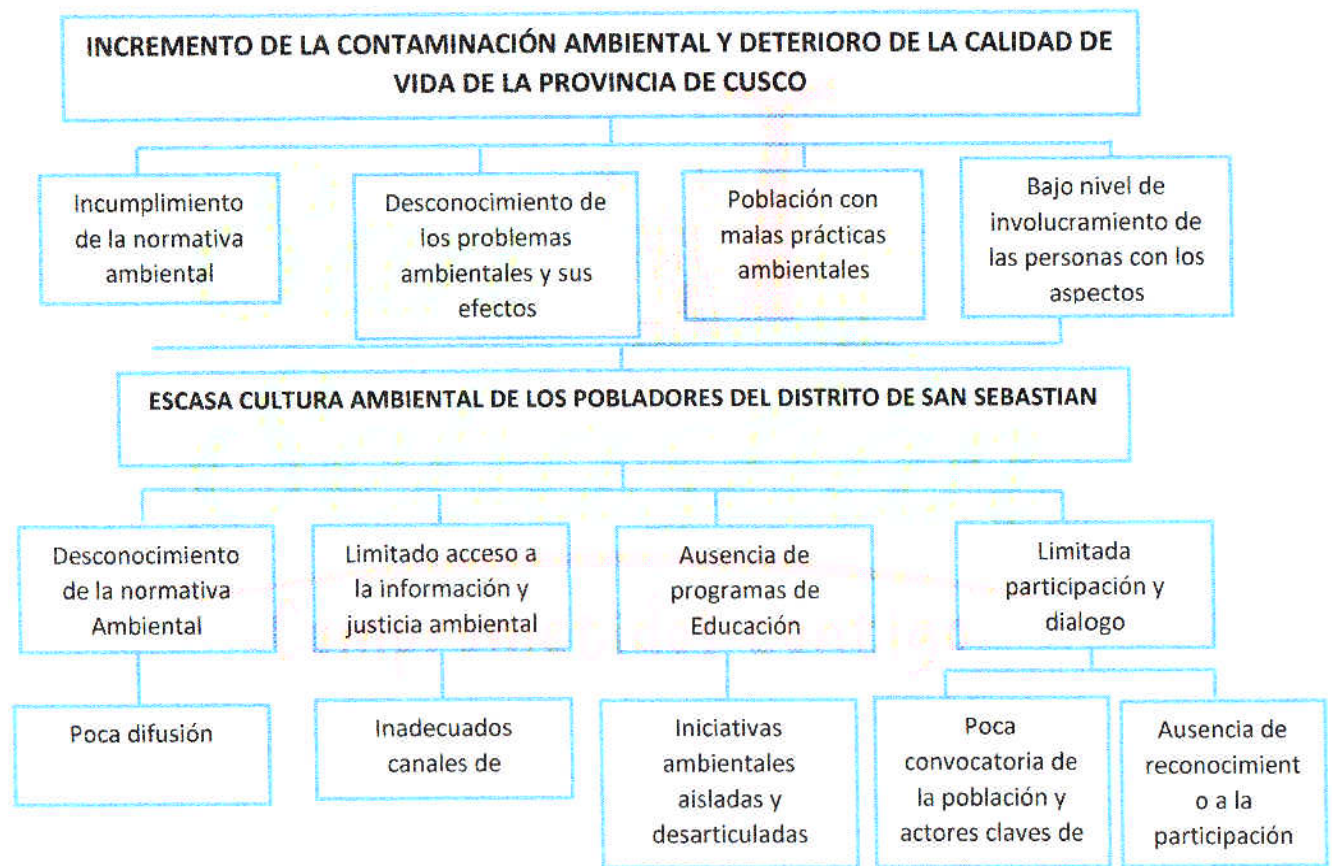 INCREMENTO DE LA CONTAMINACIÓN AMBIENTAL Y DETERIORO DE LA CALIDAD DE
VIDA DE LA PROVINCIA DE CUSCO
Incumplimiento
de la normativa
ambiental
Desconocimiento de
los problemas
ambientales y sus
efectos
Población con
malas prácticas
ambientales
Bajo nivel de
involucramiento de
las personas con los
aspectos
ESCASA CULTURA AMBIENTAL DE LOS POBLADORES DEL DISTRITO DE SAN SEBASTIAN
Desconocimiento
de la normativa
Ambiental
Limitado acceso a
la información y
justicia ambiental
Ausencia de
programas de
Educación
Limitada
participación y
dialogo
Poca difusión
Inadecuados
canales de
Iniciativas
ambientales
aisladas y
desarticuladas
Poca
convocatoria de
la población y
actores claves de
Ausencia de
reconocimient
o a la
participación